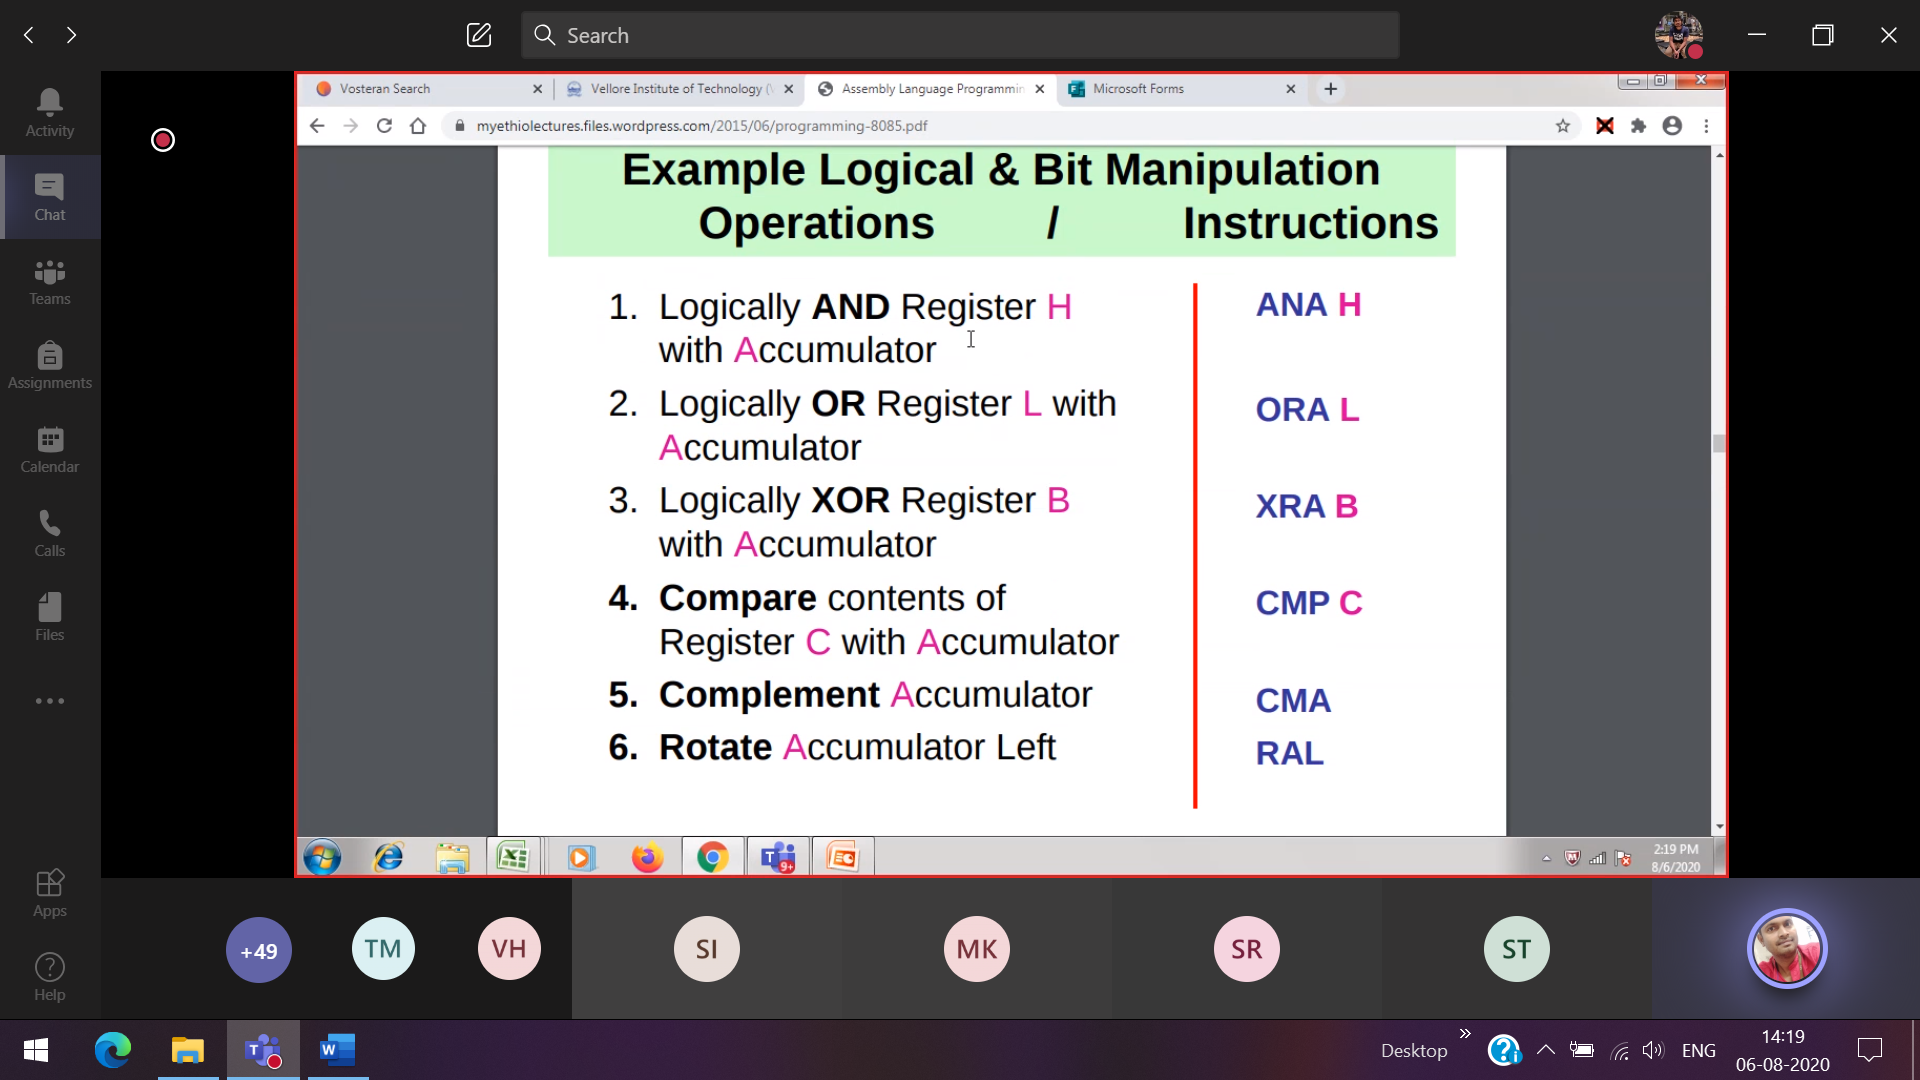 Search
Activity
Chat
Teams
Assignments
Calendar
Calls
Files
Apps
Help
Vosteran Search
Vellore Institute of Technology (
Assembly Language Programmin
Microsoft Forms
myethiolectures.files.wordpress.com/2015/06/programming-8085.pdf
Example Logical & Bit Manipulation
Operations / Instructions
1. Logically AND Register H
with Accumulator
ANA H
2. Logically OR Register L with
Accumulator
ORA L
3. Logically XOR Register B
with Accumulator
XRA B
4. Compare contents of
Register C with Accumulator
CMP C
5. Complement Accumulator
CMA
6. Rotate Accumulator Left
RAL
9+
2:19 PM
8/6/2020
+49
TM
VH
SI
MK
SR
ST
Desktop
ENG
14:19
06-08-2020